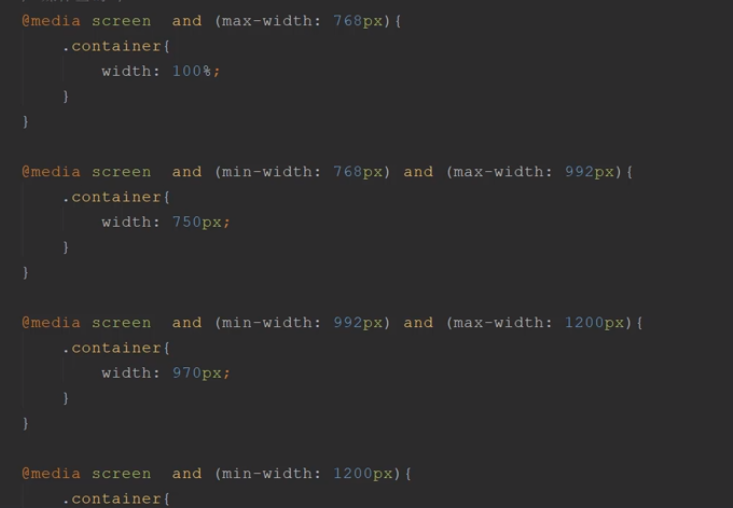 @media screen  and (max-width: 768px){
    .container{
        width: 100%;
    }
}
@media screen  and (min-width: 768px) and (max-width: 992px){
    .container{
        width: 750px;
    }
}
@media screen  and (min-width: 992px) and (max-width: 1200px){
    .container{
        width: 970px;
    }
}
@media screen  and (min-width: 1200px){
    .container{